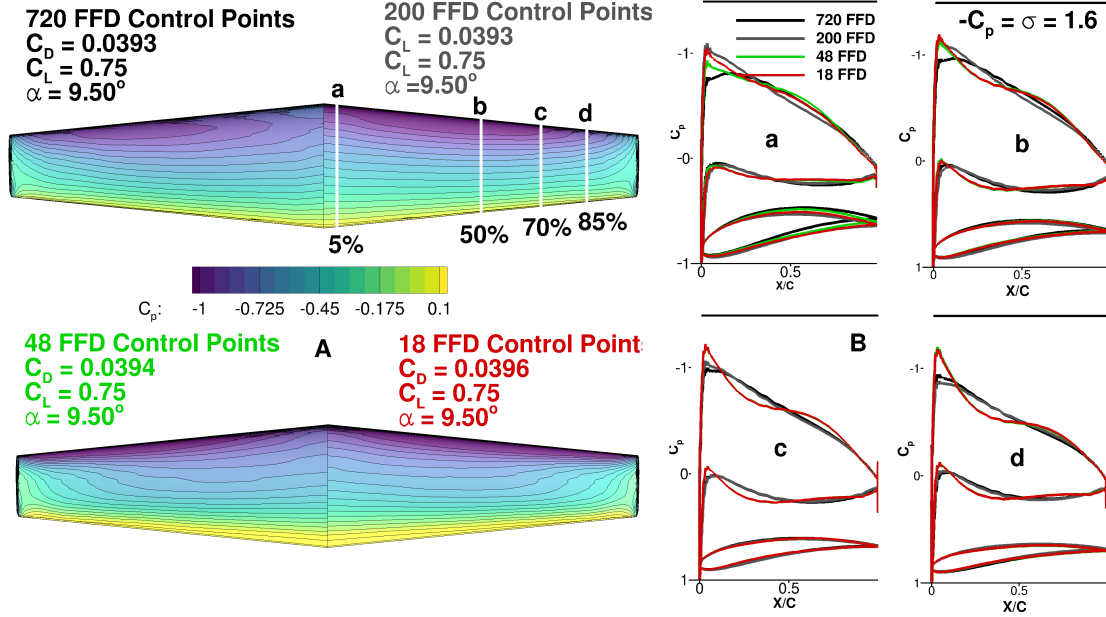 720 FFD Control Points
C_D = 0.0393
C_L = 0.75
α = 9.50°
200 FFD Control Points
C_L = 0.0393
C_L = 0.75
α =9.50°
a
b
c
d
5%
50%
70%
85%
C_p:
-1
-0.725
-0.45
-0.175
0.1
48 FFD Control Points
C_D = 0.0394
C_L = 0.75
α = 9.50°
A
18 FFD Control Points
C_D = 0.0396
C_L = 0.75
α = 9.50°
720 FFD
200 FFD
48 FFD
18 FFD
-1
C_p
-0
-1
0
0.5
X/C
a
-C_p = σ = 1.6
-1
C_p
0
1
0
0.5
X/C
b
B
-1
C_p
0
1
0
0.5
X/C
c
-1
C_p
0
1
0
0.5
X/C
d